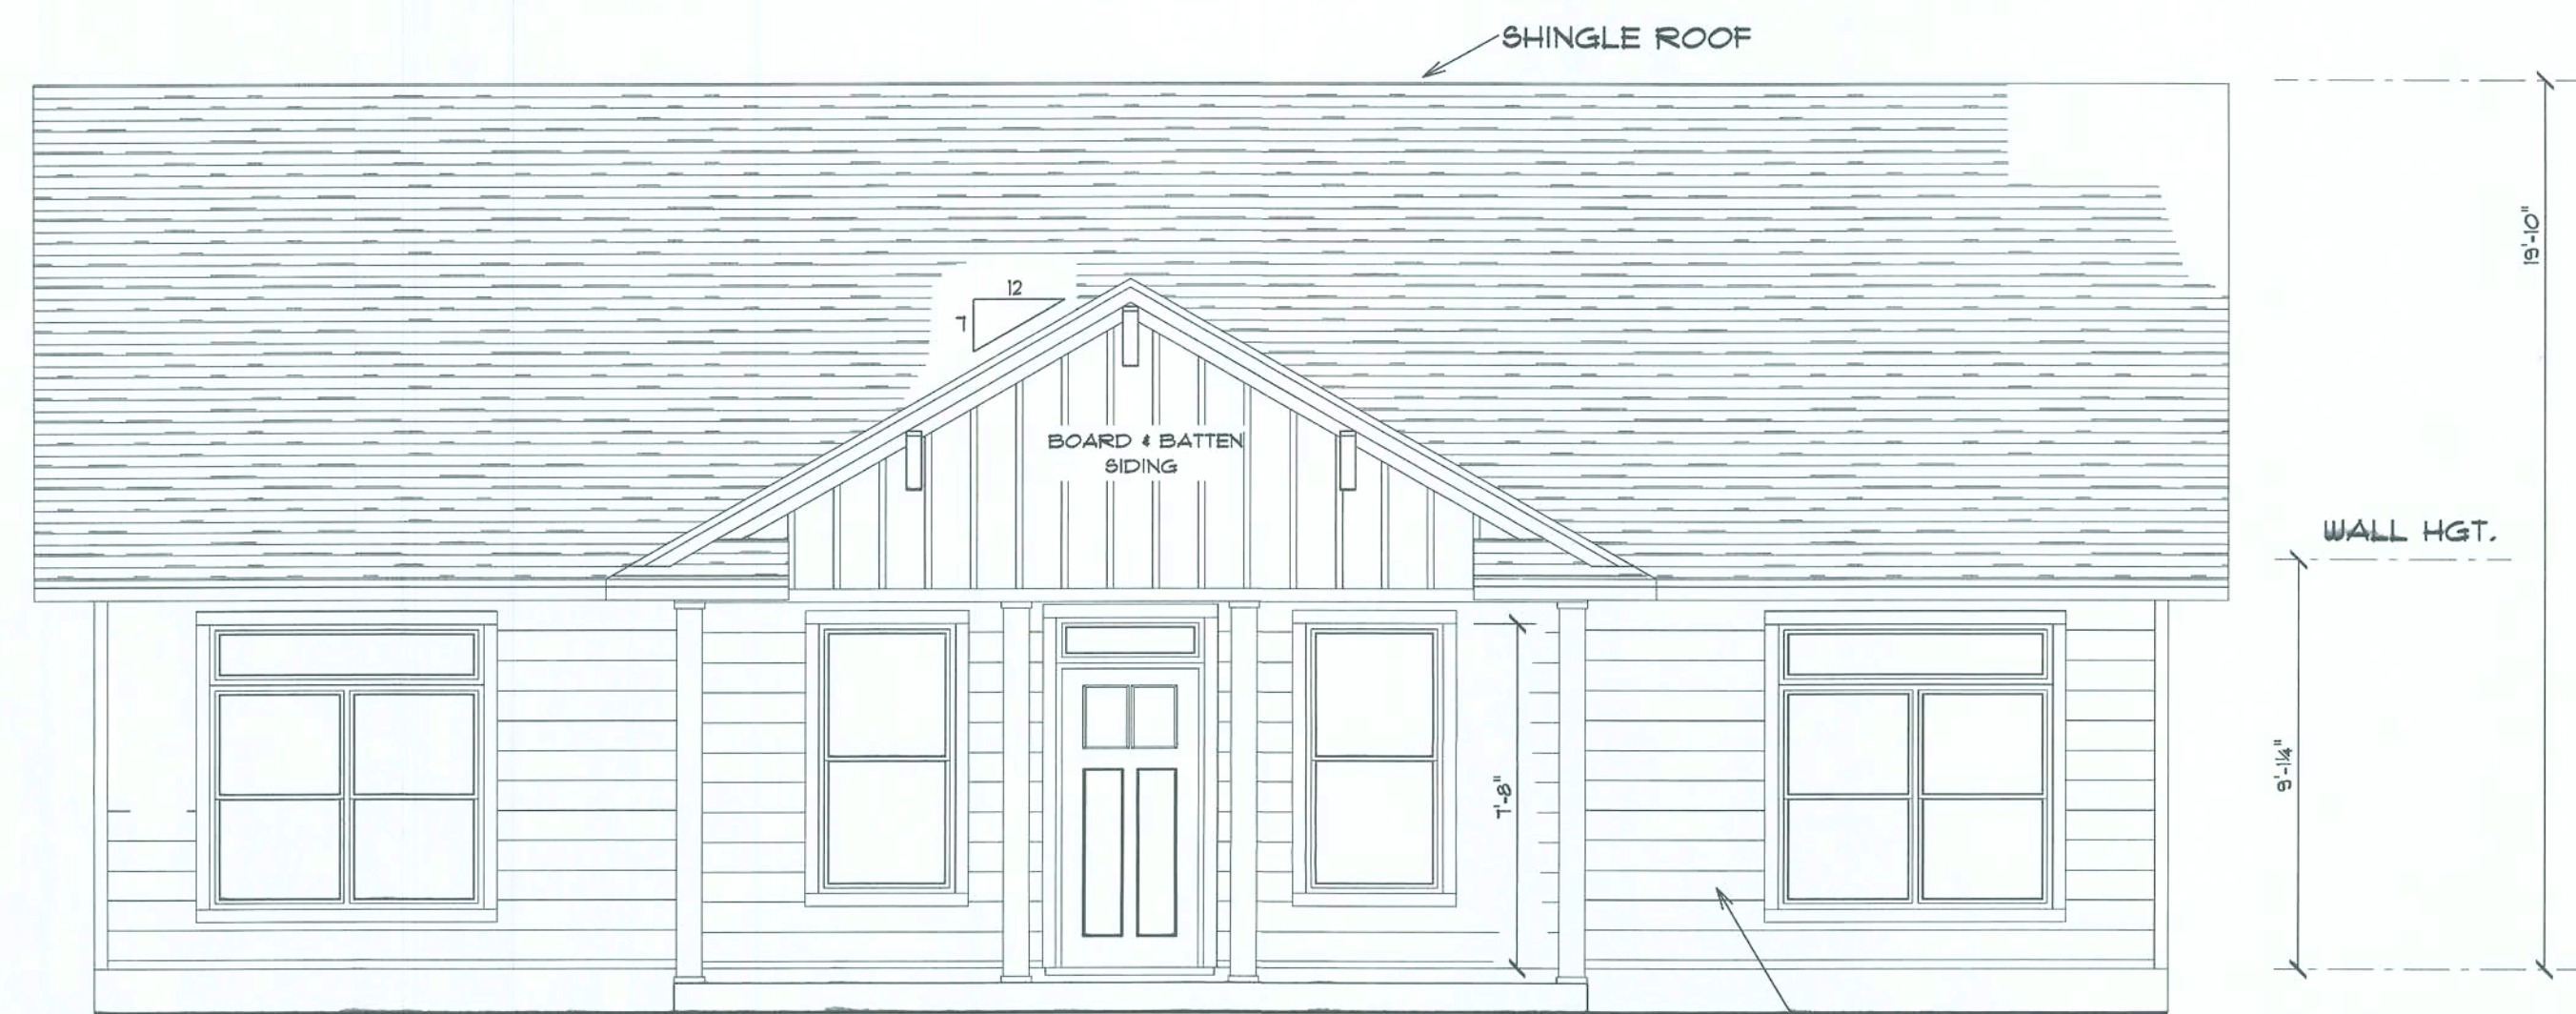 SHINGLE ROOF
19'-10"
12
7
BOARD & BATTEN
SIDING
WALL HGT.
9'-1¼"
7'-8"